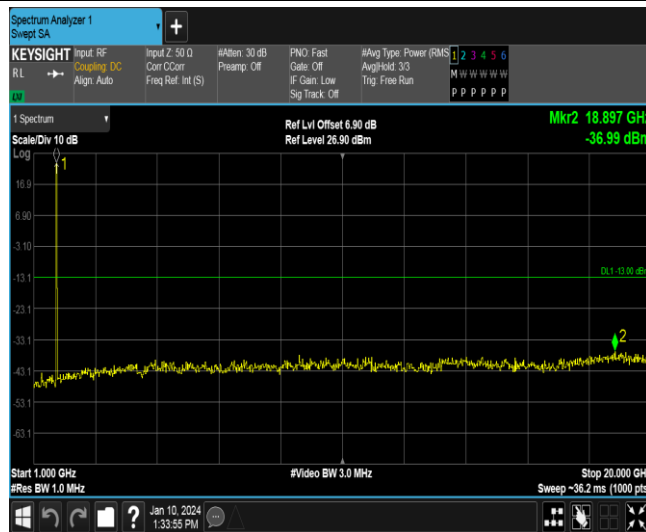 Spectrum Analyzer 1
Swept SA
+
KEYSIGHT
RL
Input: RF
Coupling: DC
Align: Auto
Input Z: 50 Ω
Corr CCorr
Freq Ref: Int (S)
#Atten: 30 dB
Preamp: Off
PNO: Fast
Gate: Off
IF Gain: Low
Sig Track: Off
#Avg Type: Power (RMS
Avg|Hold: 3/3
Trig: Free Run
1 2 3 4 5 6
M W W W W W
P P P P P P
1 Spectrum
Scale/Div 10 dB
Log
Ref Lvl Offset 6.90 dB
Ref Level 26.90 dBm
Mkr2 18.897 GHz
-36.99 dBm
1
16.9
6.90
-3.10
-13.1
DL1 -13.00 dBm
-23.1
-33.1
2
-43.1
-53.1
-63.1
Start 1.000 GHz
#Res BW 1.0 MHz
#Video BW 3.0 MHz
Stop 20.000 GHz
Sweep ~36.2 ms (1000 pts)
?
Jan 10, 2024
1:33:55 PM